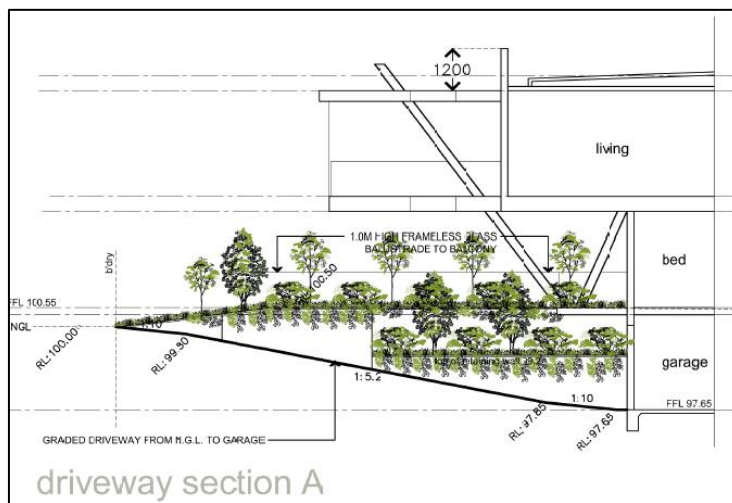 1200
living
1.0M HIGH FRAMELESS GLASS
BALUSTRADE TO BALCONY
b'dry
bed
100.50
FFL 100.55
NGL
1:10
RL:100.00
RL:99.80
garage
1:5.2
1:10
FFL 97.65
RL:97.85
RL:97.65
GRADED DRIVEWAY FROM N.G.L. TO GARAGE
driveway section A